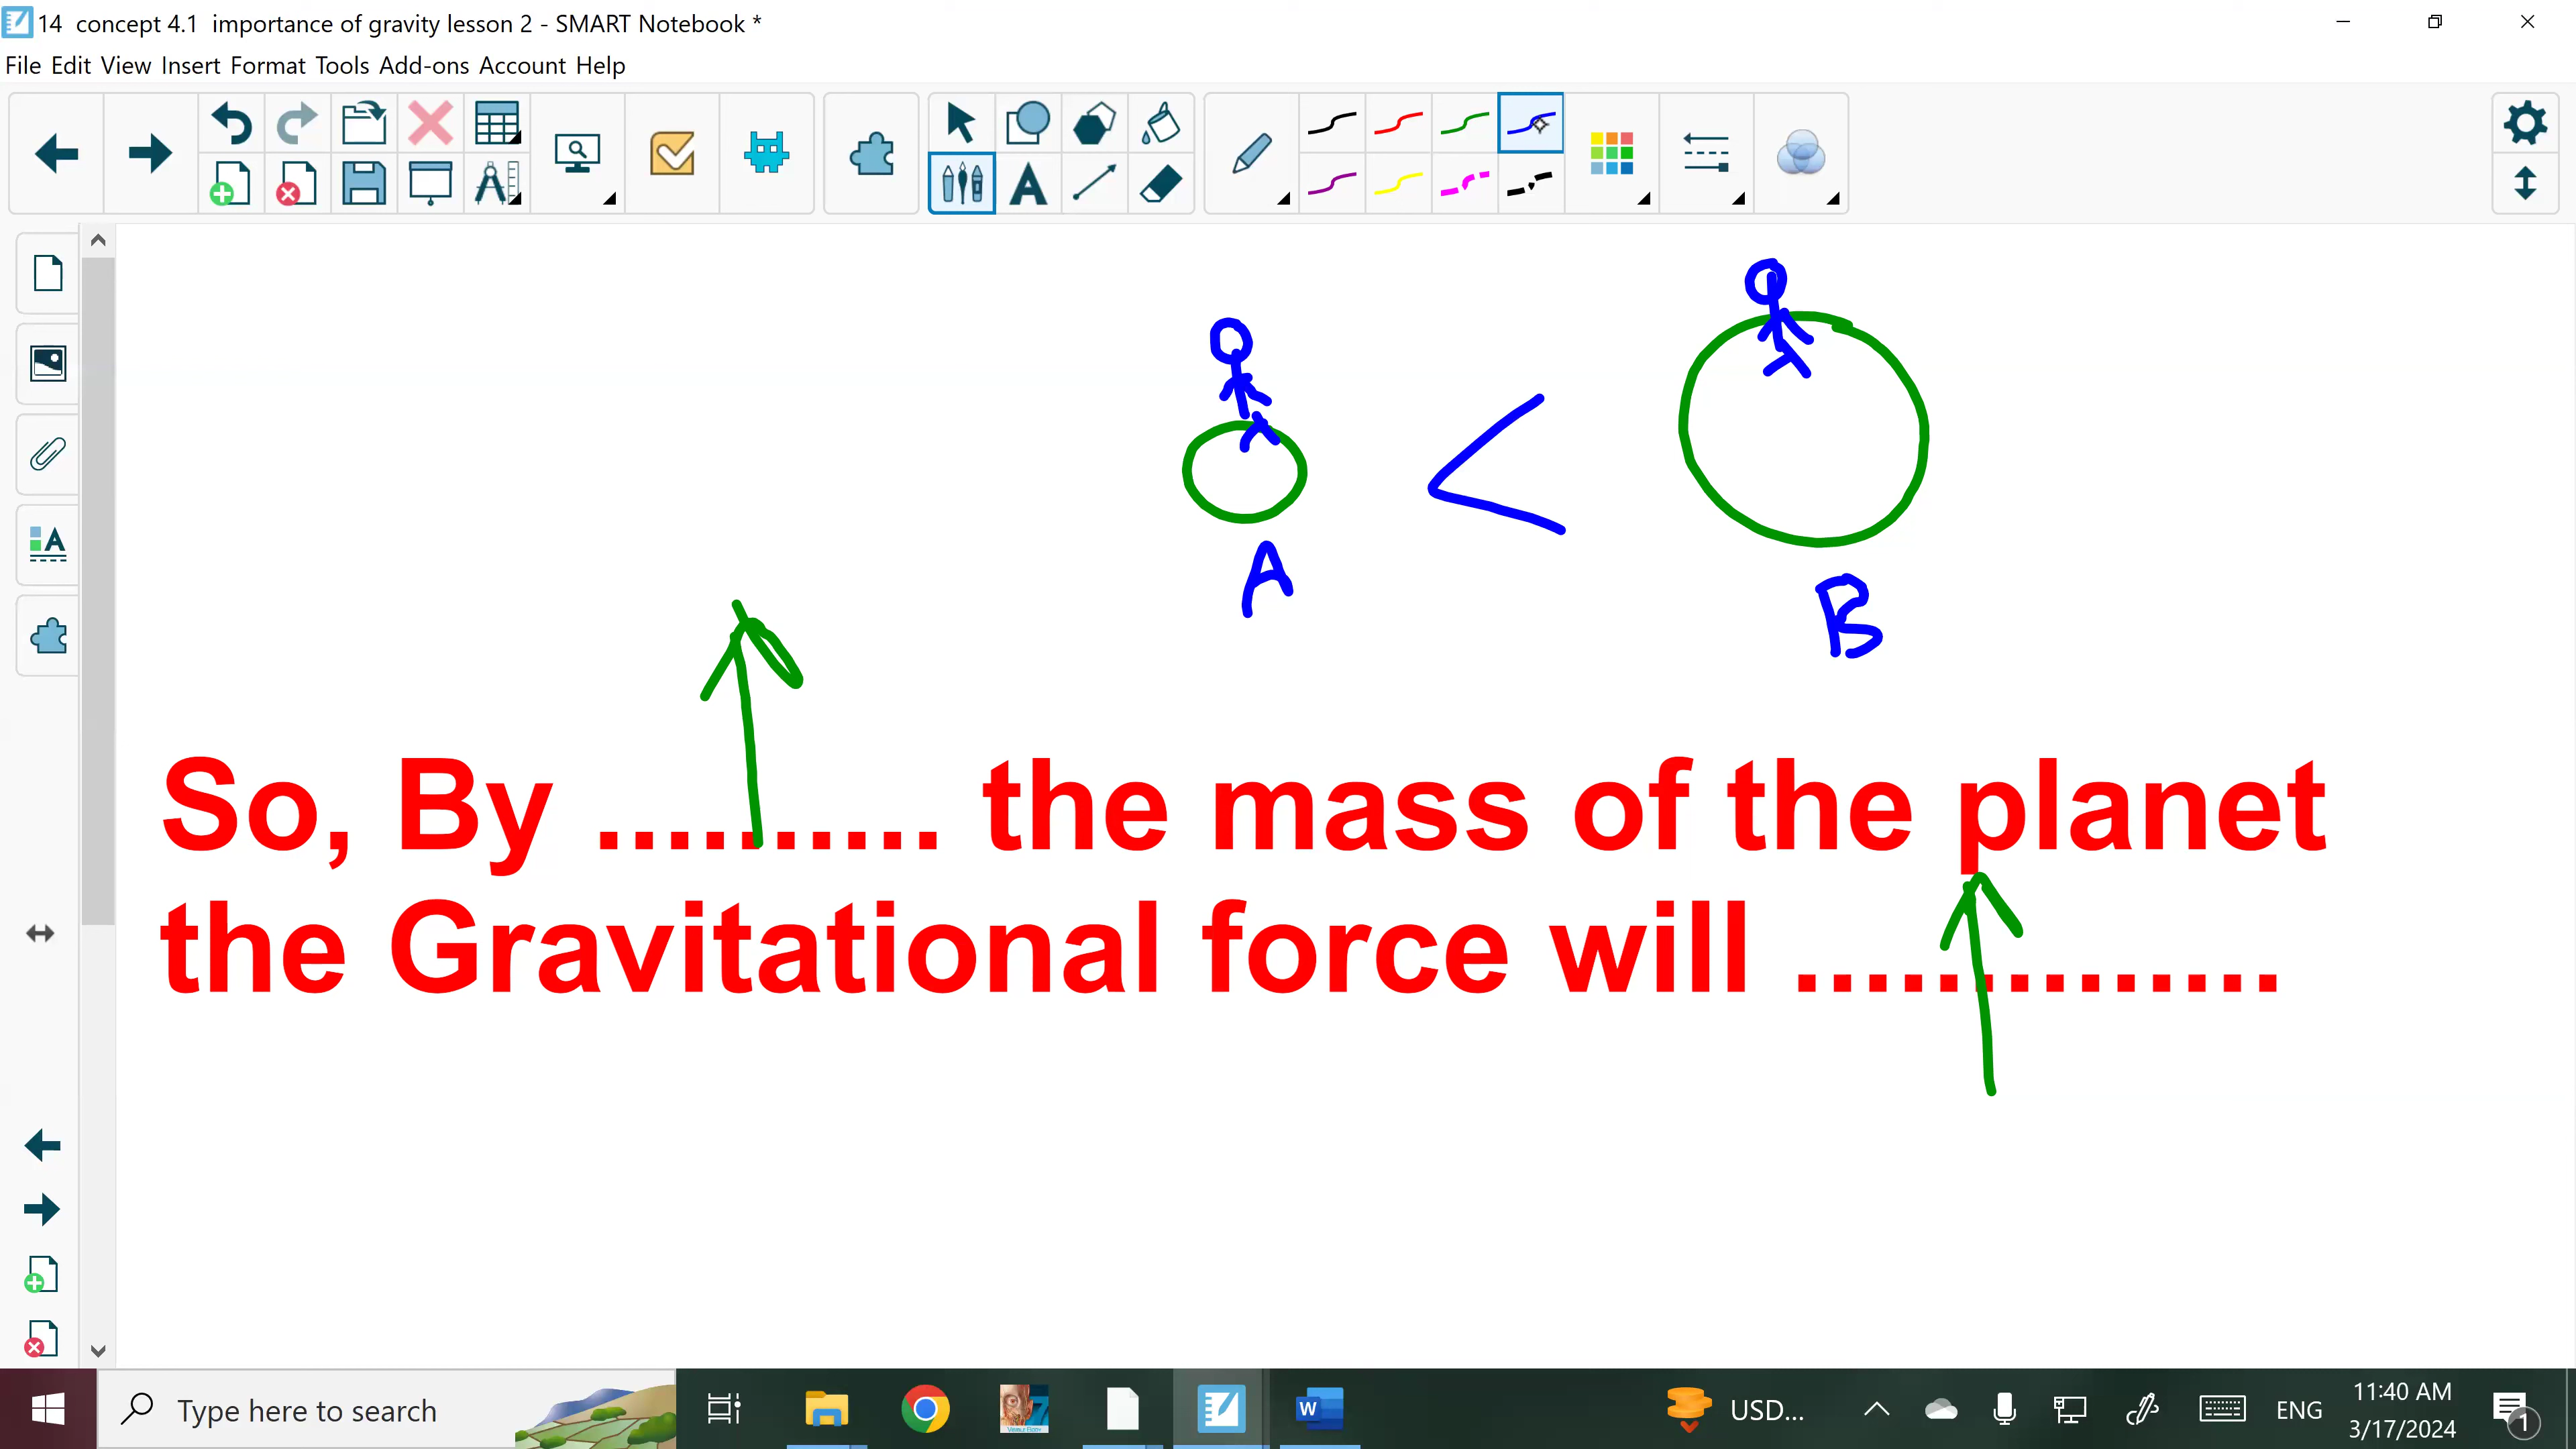 14 concept 4.1 importance of gravity lesson 2 - SMART Notebook *
File Edit View Insert Format Tools Add-ons Account Help
<
A
B
So, By .......... the mass of the planet
the Gravitational force will ..............
Type here to search
USD...
ENG
11:40 AM
3/17/2024
1